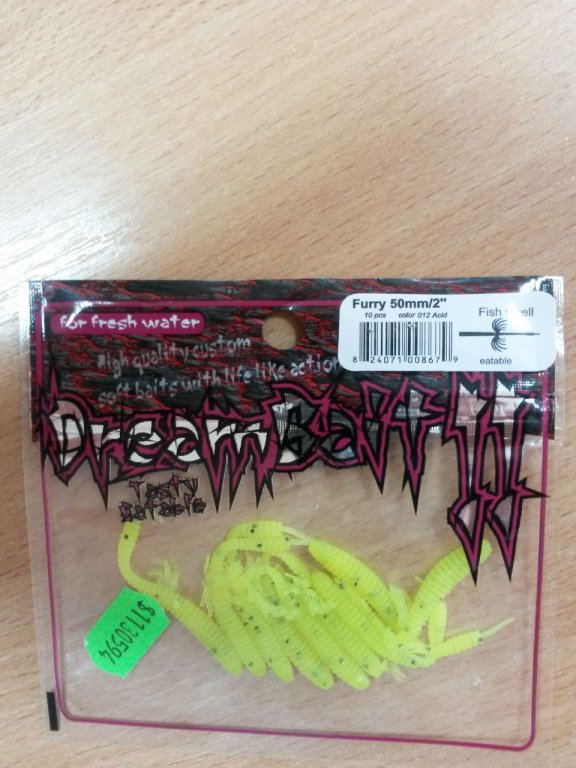 for fresh water
High quality custom
soft baits with life like action
Furry 50mm/2"
10 pcs color 012 Acid
Fish smell
8 24071 00867 9
eatable
DreamBait
Tasty
Eatable